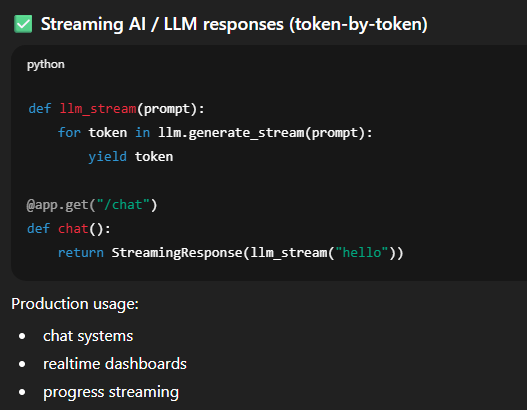 ✅ Streaming AI / LLM responses (token-by-token)
python
def llm_stream(prompt):
    for token in llm.generate_stream(prompt):
        yield token
@app.get("/chat")
def chat():
    return StreamingResponse(llm_stream("hello"))
Production usage:
• chat systems
• realtime dashboards
• progress streaming